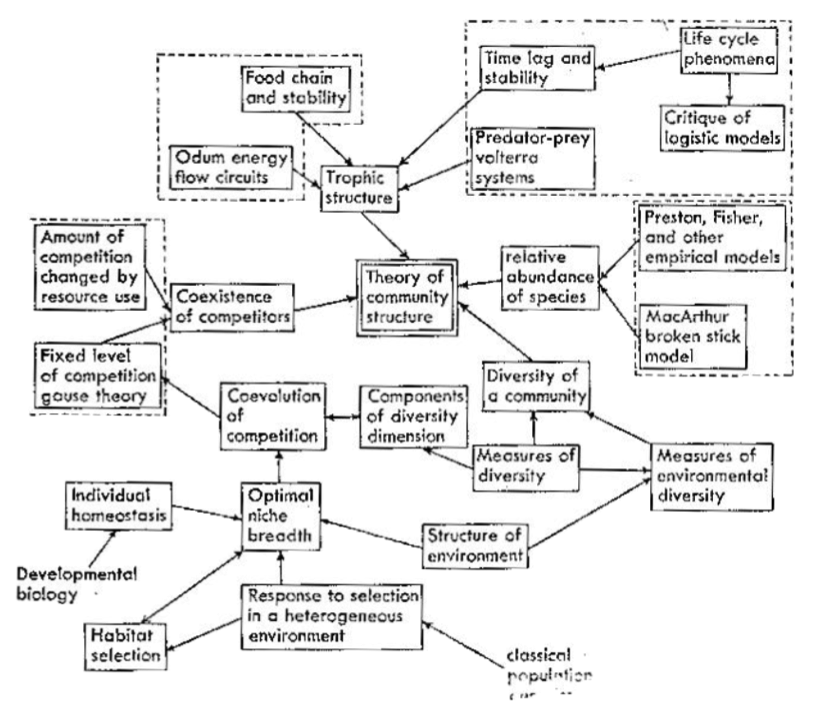 Food chain
and stability
Odum energy
flow circuits
Trophic
structure
Time lag and
stability
Life cycle
phenomena
Critique of
logistic models
Predator-prey
volterra
systems
Amount of
competition
changed by
resource use
Coexistence
of competitors
Theory of
community
structure
relative
abundance
of species
Preston, Fisher,
and other
empirical models
MacArthur
broken stick
model
Fixed level
of competition
gause theory
Coevolution
of
competition
Components
of diversity
dimension
Diversity of
a community
Measures of
diversity
Measures of
environmental
diversity
Individual
homeostasis
Optimal
niche
breadth
Structure of
environment
Developmental
biology
Habitat
selection
Response to selection
in a heterogeneous
environment
classical
population